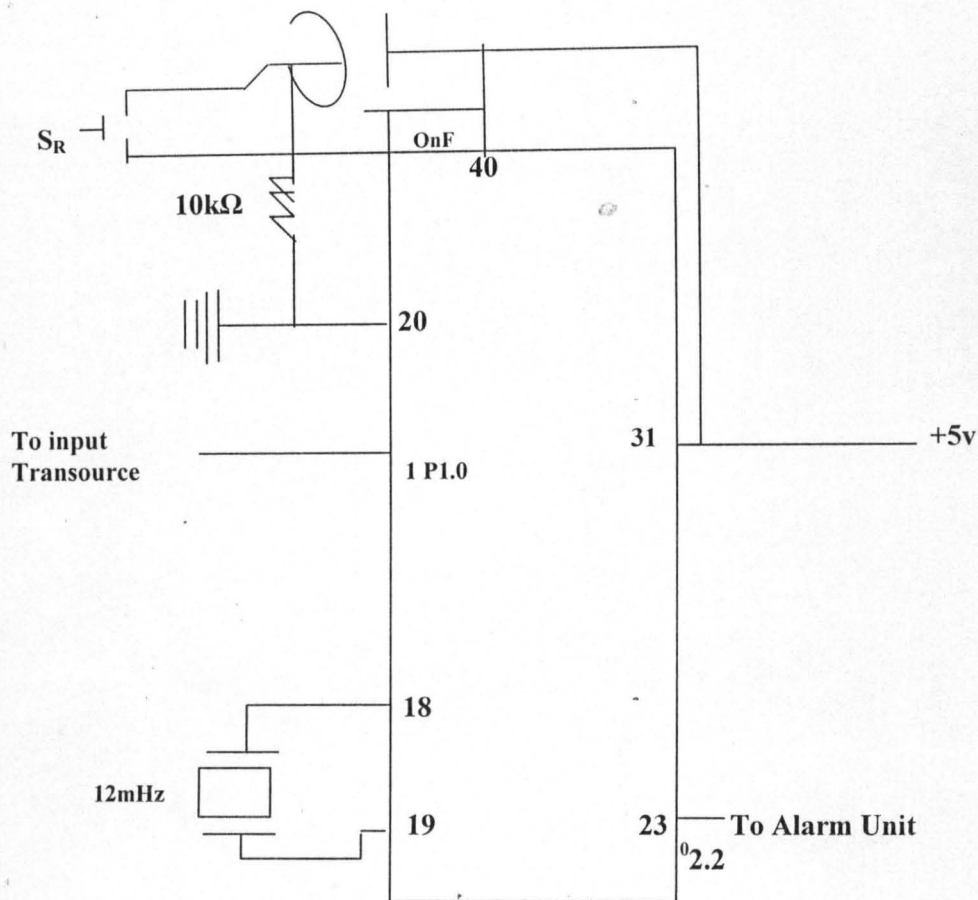 S_R
OnF
40
10kΩ
20
To input
Transource
1 P1.0
31
+5v
18
12mHz
19
23
To Alarm Unit
⁰2.2